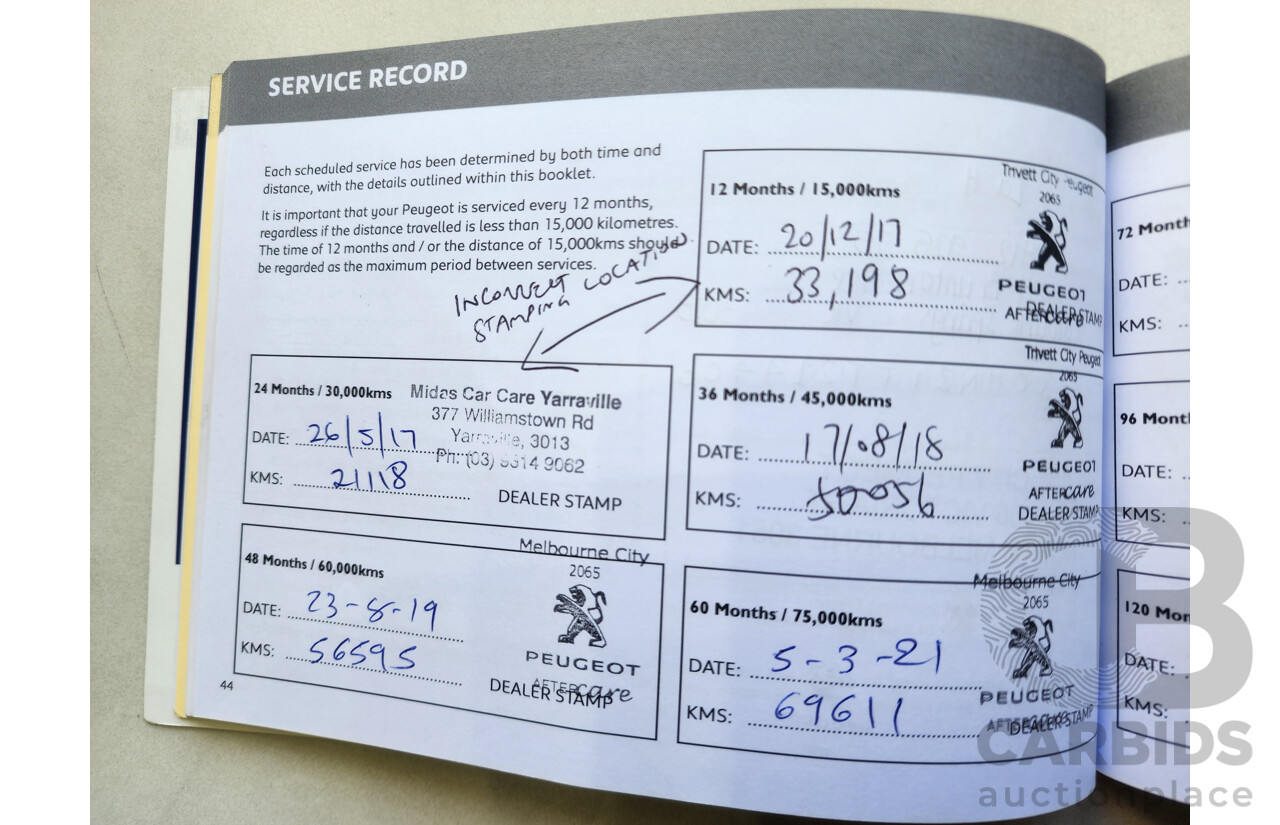 SERVICE RECORD
Each scheduled service has been determined by both time and
distance, with the details outlined within this booklet.
It is important that your Peugeot is serviced every 12 months,
regardless if the distance travelled is less than 15,000 kilometres.
The time of 12 months and / or the distance of 15,000kms should
be regarded as the maximum period between services.
INCORRECT
STAMPING LOCATION
12 Months / 15,000kms
DATE: 20/12/17
KMS: 33,198
Trivett City Peugeot
2065
PEUGEOT
AFTERcare
DEALER STAMP
24 Months / 30,000kms
DATE: 26/5/17
KMS: 21118
Midas Car Care Yarraville
377 Williamstown Rd
Yarraville, 3013
Ph: (03) 9314 9062
DEALER STAMP
36 Months / 45,000kms
DATE: 17/08/18
KMS: 50056
Trivett City Peugeot
2065
PEUGEOT
AFTERcare
DEALER STAMP
48 Months / 60,000kms
DATE: 23-8-19
KMS: 56595
Melbourne City
2065
PEUGEOT
AFTERcare
DEALER STAMP
60 Months / 75,000kms
DATE: 5-3-21
KMS: 69611
Melbourne City
2065
PEUGEOT
AFTERcare
DEALER STAMP
44
72 Month
DATE:
KMS:
96 Montl
DATE:
KMS:
120 Mon
DATE:
KMS:
CB
CARBIDS
auctionplace